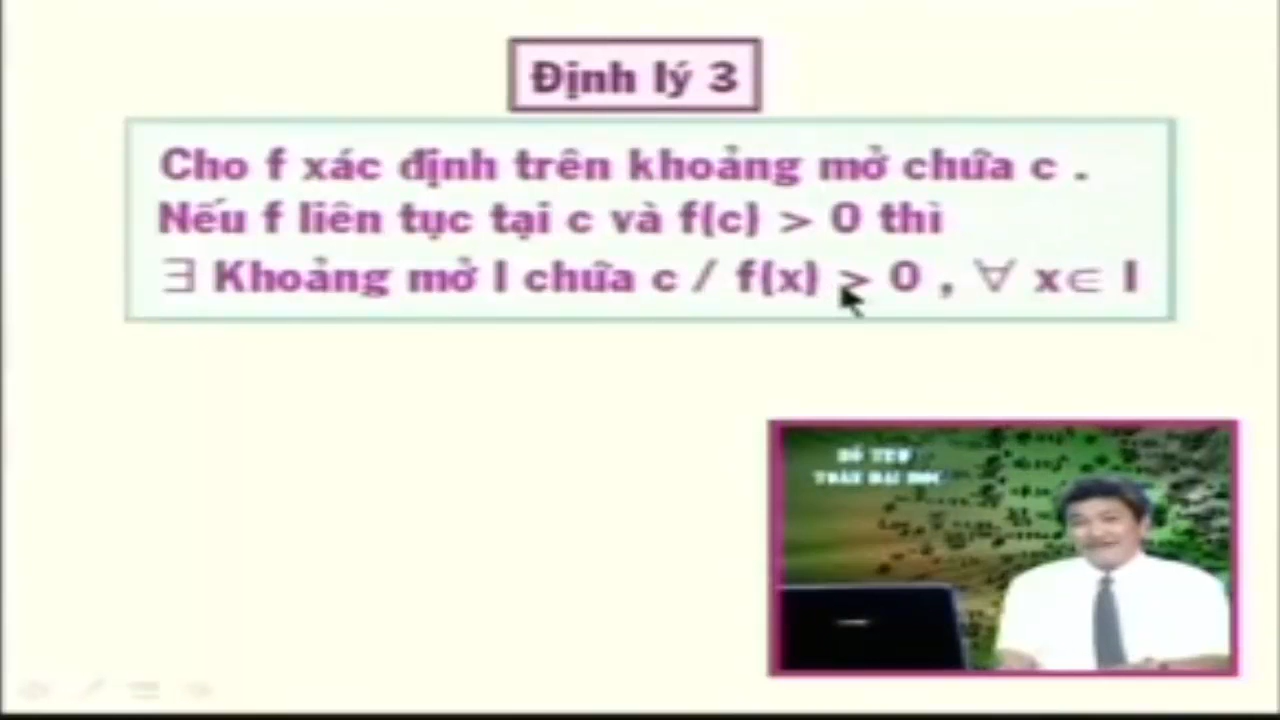 Định lý 3
Cho f xác định trên khoảng mở chứa c .
Nếu f liên tục tại c và f(c) > 0 thì
∃ Khoảng mở I chứa c / f(x) > 0 , ∀ x∈ I